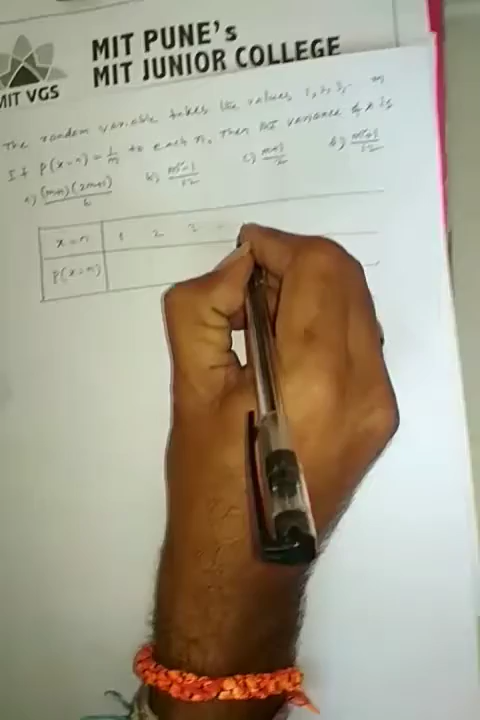 MIT PUNE's
MIT JUNIOR COLLEGE
MIT VGS
The random variable takes the values 1, 2, 3, .. m
If P(x=n) = 1/m to each n, then the variance of x is
a) (m+1)(2m+1)/6 b) m²-1/12 c) m+1/2 d) m²+1/12
x=n 1 2 3
P(x=n)